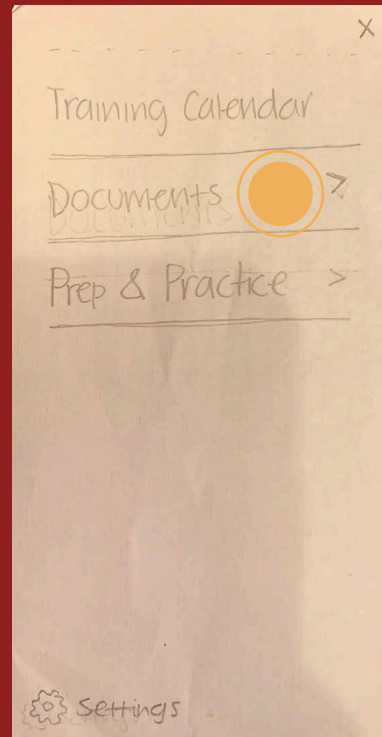 X
Training Calendar
Documents >
Prep & Practice >
Settings